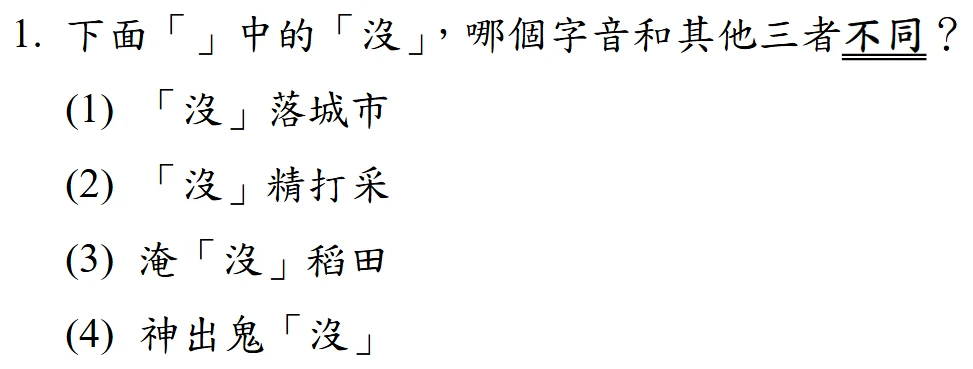 1. 下面「 」中的「沒」，哪個字音和其他三者不同？
(1) 「沒」落城市
(2) 「沒」精打采
(3) 淹「沒」稻田
(4) 神出鬼「沒」